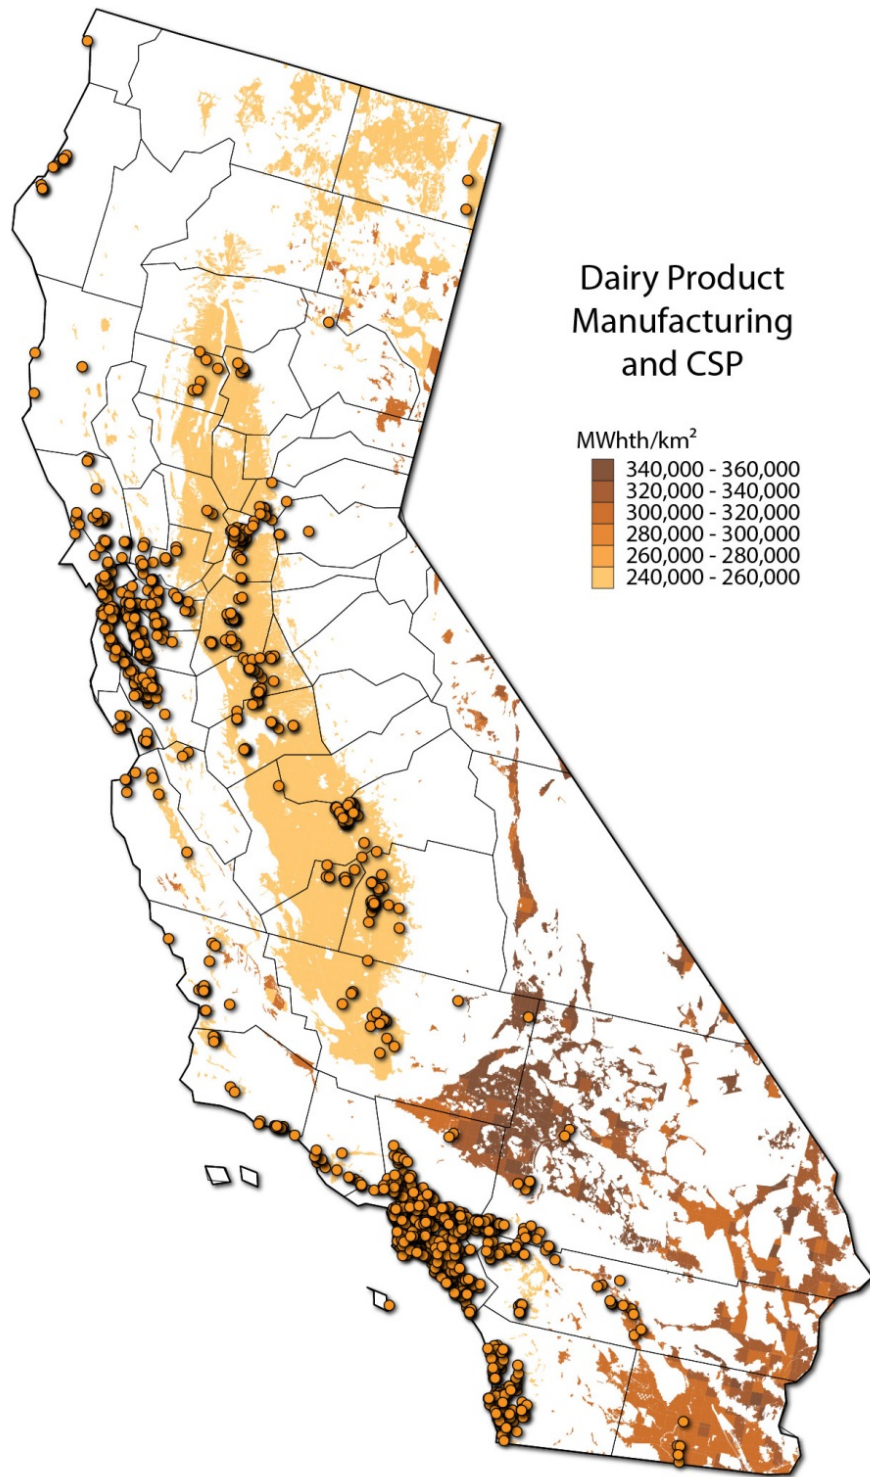 Dairy Product
Manufacturing
and CSP
MWhth/km²
340,000 - 360,000
320,000 - 340,000
300,000 - 320,000
280,000 - 300,000
260,000 - 280,000
240,000 - 260,000